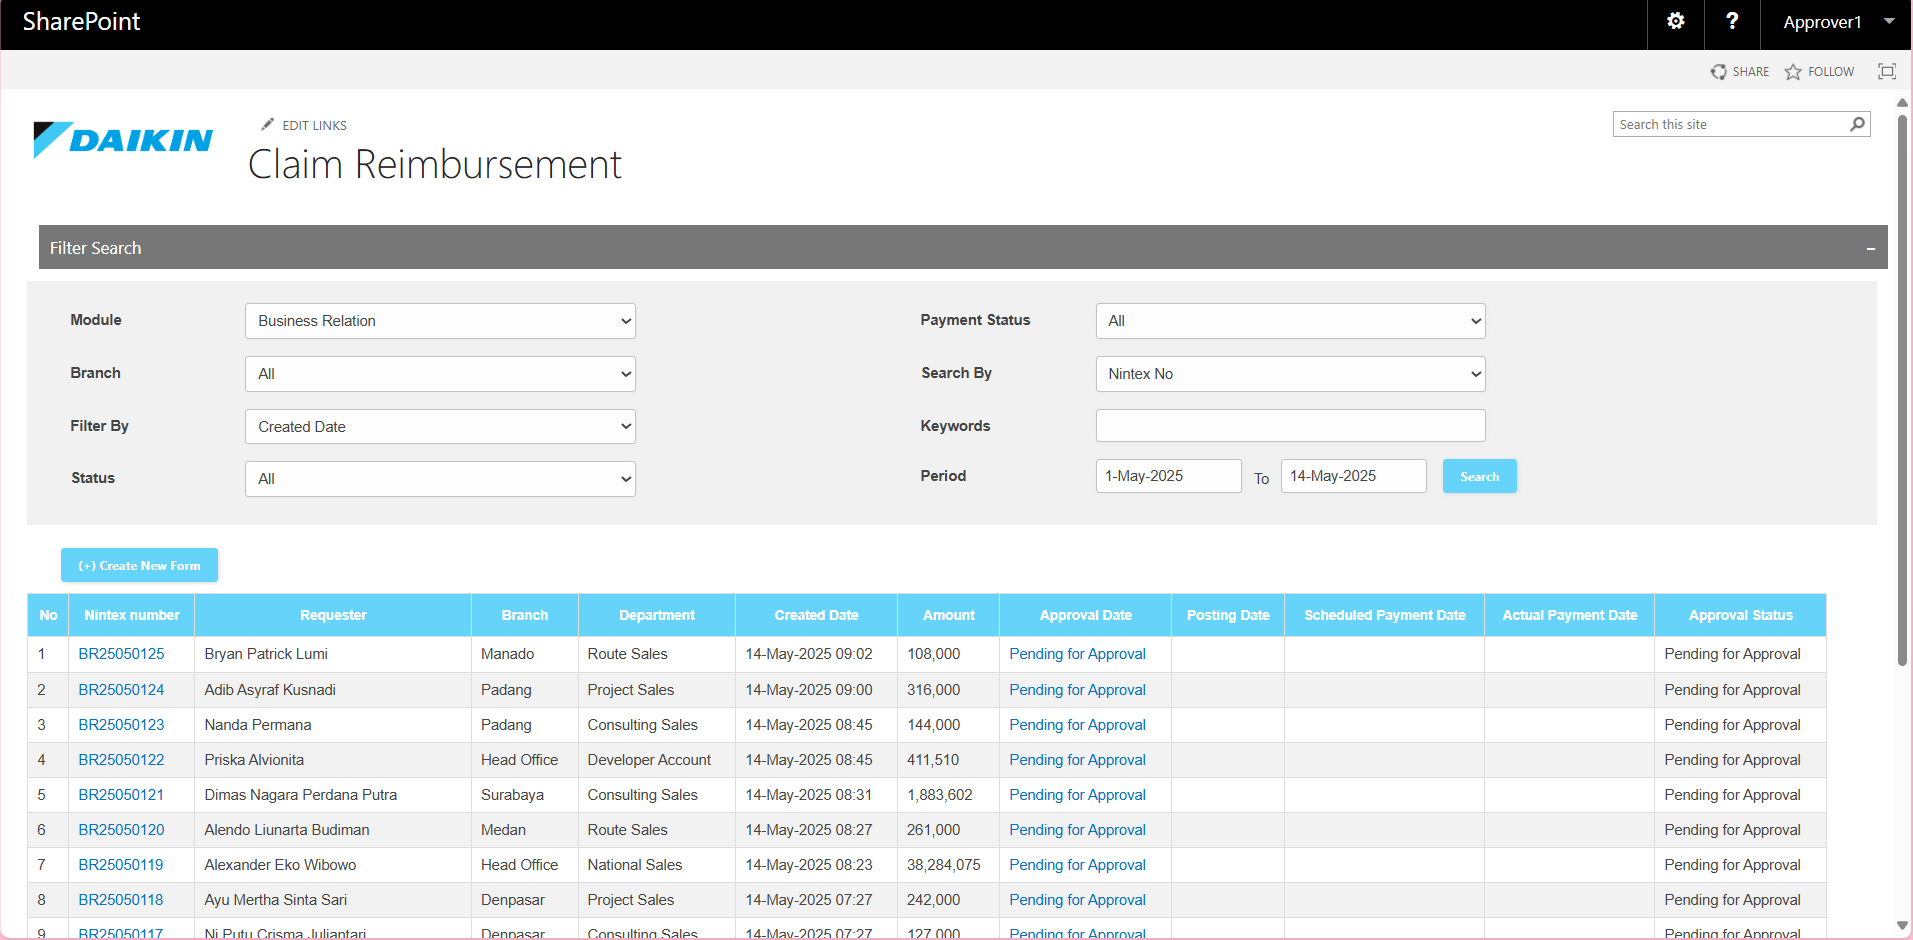 SharePoint
? Approver1
SHARE FOLLOW
DAIKIN
EDIT LINKS
Search this site
Claim Reimbursement
Filter Search –
Module Business Relation Payment Status All
Branch All Search By Nintex No
Filter By Created Date Keywords
Status All Period 1-May-2025 To 14-May-2025 Search
(+) Create New Form
No Nintex number Requester Branch Department Created Date Amount Approval Date Posting Date Scheduled Payment Date Actual Payment Date Approval Status
1 BR25050125 Bryan Patrick Lumi Manado Route Sales 14-May-2025 09:02 108,000 Pending for Approval Pending for Approval
2 BR25050124 Adib Asyraf Kusnadi Padang Project Sales 14-May-2025 09:00 316,000 Pending for Approval Pending for Approval
3 BR25050123 Nanda Permana Padang Consulting Sales 14-May-2025 08:45 144,000 Pending for Approval Pending for Approval
4 BR25050122 Priska Alvionita Head Office Developer Account 14-May-2025 08:45 411,510 Pending for Approval Pending for Approval
5 BR25050121 Dimas Nagara Perdana Putra Surabaya Consulting Sales 14-May-2025 08:31 1,883,602 Pending for Approval Pending for Approval
6 BR25050120 Alendo Liunarta Budiman Medan Route Sales 14-May-2025 08:27 261,000 Pending for Approval Pending for Approval
7 BR25050119 Alexander Eko Wibowo Head Office National Sales 14-May-2025 08:23 38,284,075 Pending for Approval Pending for Approval
8 BR25050118 Ayu Mertha Sinta Sari Denpasar Project Sales 14-May-2025 07:27 242,000 Pending for Approval Pending for Approval
9 BR25050117 Ni Putu Crisma Juliantari Denpasar Consulting Sales 14-May-2025 07:27 127,000 Pending for Approval Pending for Approval